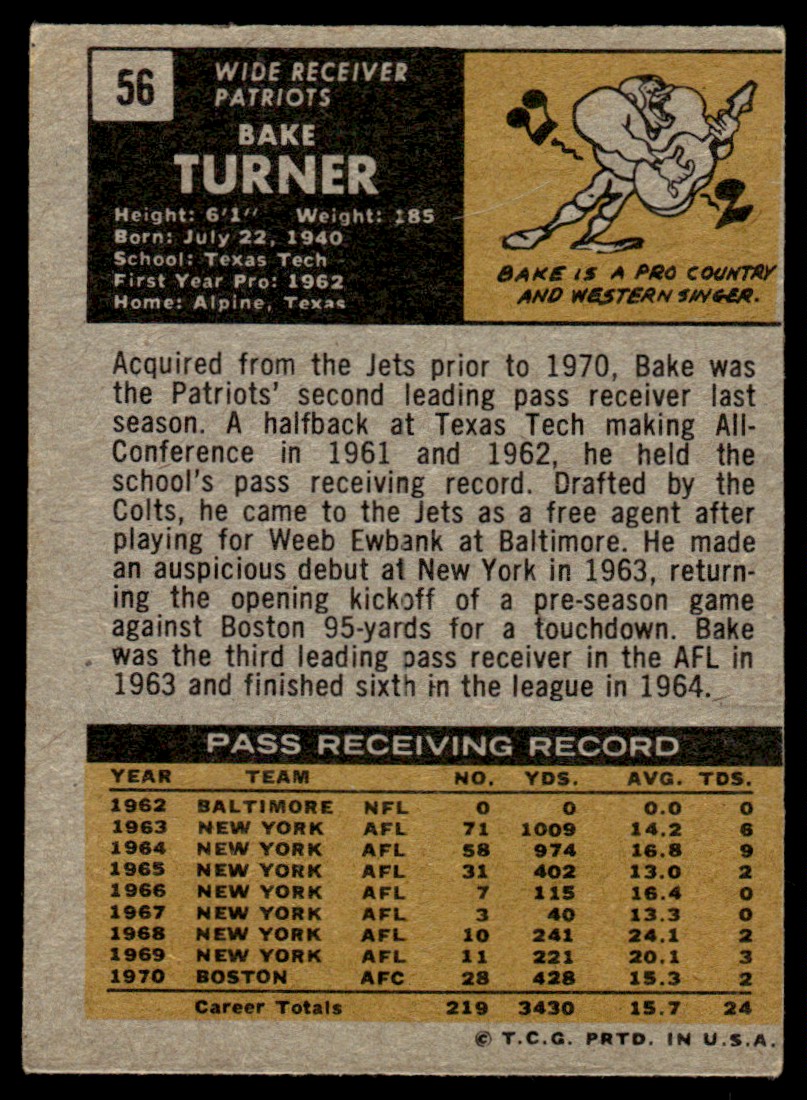 56
WIDE RECEIVER
PATRIOTS
BAKE
TURNER
Height: 6'1" Weight: 185
Born: July 22, 1940
School: Texas Tech
First Year Pro: 1962
Home: Alpine, Texas
BAKE IS A PRO COUNTRY
AND WESTERN SINGER.
Acquired from the Jets prior to 1970, Bake was
the Patriots' second leading pass receiver last
season. A halfback at Texas Tech making All-
Conference in 1961 and 1962, he held the
school's pass receiving record. Drafted by the
Colts, he came to the Jets as a free agent after
playing for Weeb Ewbank at Baltimore. He made
an auspicious debut at New York in 1963, return-
ing the opening kickoff of a pre-season game
against Boston 95-yards for a touchdown. Bake
was the third leading pass receiver in the AFL in
1963 and finished sixth in the league in 1964.
PASS RECEIVING RECORD
YEAR TEAM NO. YDS. AVG. TDS.
1962 BALTIMORE NFL 0 0 0.0 0
1963 NEW YORK AFL 71 1009 14.2 6
1964 NEW YORK AFL 58 974 16.8 9
1965 NEW YORK AFL 31 402 13.0 2
1966 NEW YORK AFL 7 115 16.4 0
1967 NEW YORK AFL 3 40 13.3 0
1968 NEW YORK AFL 10 241 24.1 2
1969 NEW YORK AFL 11 221 20.1 3
1970 BOSTON AFC 28 428 15.3 2
Career Totals 219 3430 15.7 24
© T.C.G. PRTD. IN U.S.A.